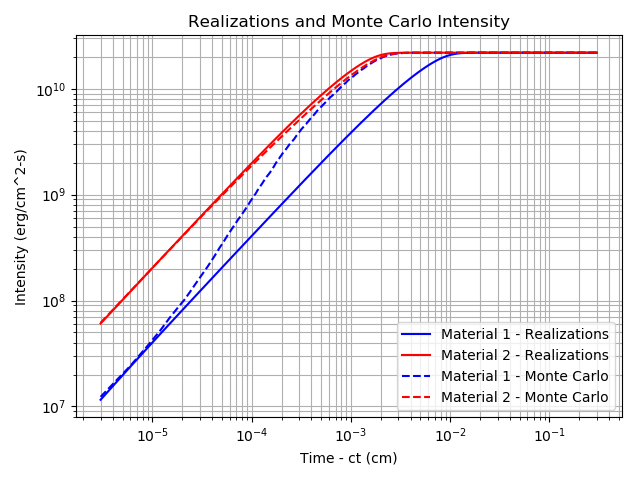 Realizations and Monte Carlo Intensity
Intensity (erg/cm^2-s)
10^10
10^9
10^8
10^7
Material 1 - Realizations
Material 2 - Realizations
Material 1 - Monte Carlo
Material 2 - Monte Carlo
10^-5 10^-4 10^-3 10^-2 10^-1
Time - ct (cm)